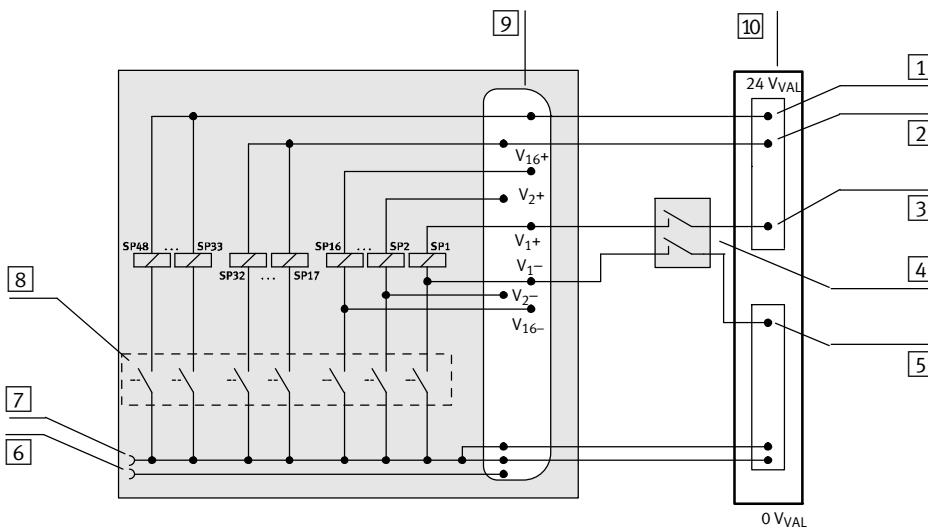 9
10
24 VVAL
1
2
V16+
V2+
3
SP48 ... SP33
SP16 ... SP2 SP1
V1+
V1–
4
SP32 ... SP17
8
V2–
V16–
5
7
6
0 VVAL